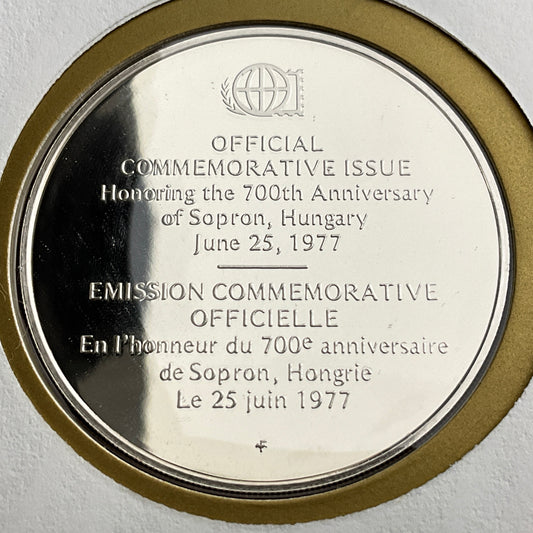 OFFICIAL
COMMEMORATIVE ISSUE
Honoring the 700th Anniversary
of Sopron, Hungary
June 25, 1977
EMISSION COMMEMORATIVE
OFFICIELLE
En l'honneur du 700e anniversaire
de Sopron, Hongrie
Le 25 juin 1977
F